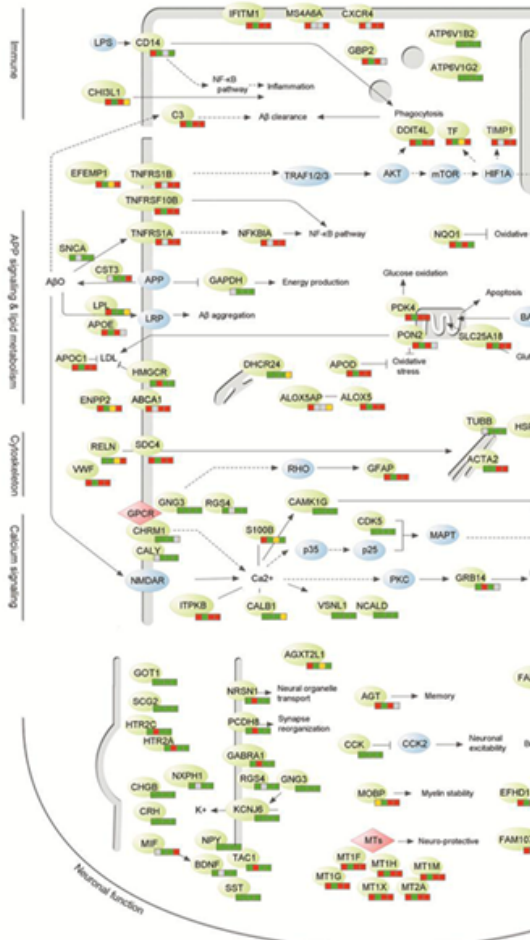 Immune
IFITM1 MS4A6A CXCR4
LPS CD14 GBP2 ATP6V1B2
ATP6V1G2
NF-κB pathway Inflammation
CHI3L1
C3 Aβ clearance Phagocytosis
DDIT4L TF TIMP1
EFEMP1 TNFRS1B TRAF1/2/3 AKT mTOR HIF1A
TNFRSF10B
APP signaling & lipid metabolism
TNFRS1A NFKBIA NF-κB pathway NQO1 Oxidative
SNCA
CST3
AβO APP GAPDH Energy production
Glucose oxidation
Apoptosis
LPL PDK4
APOE LRP Aβ aggregation PON2 SLC25A18
APOC1 LDL
HMGCR DHCR24 APOD Oxidative stress
ENPP2 ABCA1 ALOX5AP ALOX5
Cytoskeleton
TUBB
RELN SDC4
VWF RHO GFAP ACTA2
Calcium signaling
GPCR GNG3 RGS4 CAMK1G
CHRM1 S100B CDK5
CALY p35 p25 MAPT
NMDAR Ca2+ PKC GRB14
ITPKB CALB1 VSNL1 NCALD
AGXT2L1
GOT1
NRSN1 Neural organelle transport AGT Memory
SCG2
HTR2C PCDH8 Synapse reorganization
HTR2A CCK CCK2 Neuronal excitability
GABRA1
NXPH1 RGS4 GNG3
CHGB MOBP Myelin stability EFHD1
CRH K+ KCNJ6
MIF NPY MTs Neuro-protective FAM107
BDNF TAC1 MT1F MT1H MT1M
SST MT1G MT1X MT2A
Neuronal function